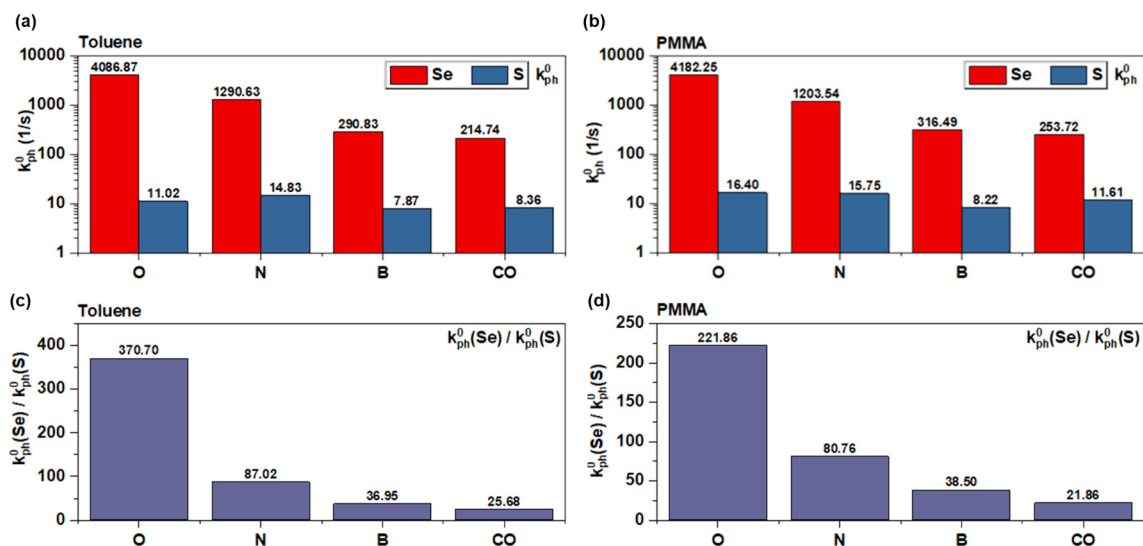 (a)
Toluene
k⁰ph (1/s)
10000
1000
100
10
1
Se S k⁰ph
4086.87
1290.63
290.83
214.74
11.02
14.83
7.87
8.36
O N B CO
(b)
PMMA
k⁰ph (1/s)
10000
1000
100
10
1
Se S k⁰ph
4182.25
1203.54
316.49
253.72
16.40
15.75
8.22
11.61
O N B CO
(c)
Toluene
k⁰ph(Se) / k⁰ph(S)
400
300
200
100
0
k⁰ph(Se) / k⁰ph(S)
370.70
87.02
36.95
25.68
O N B CO
(d)
PMMA
k⁰ph(Se) / k⁰ph(S)
250
200
150
100
50
0
k⁰ph(Se) / k⁰ph(S)
221.86
80.76
38.50
21.86
O N B CO